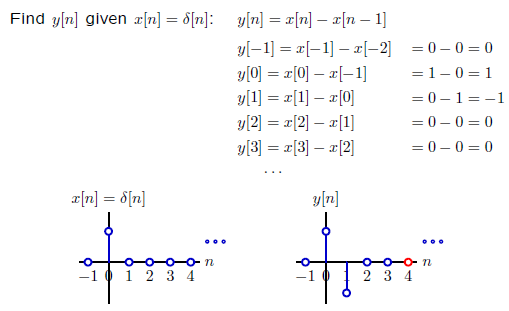 Find y[n] given x[n] = δ[n]: y[n] = x[n] − x[n − 1]
y[−1] = x[−1] − x[−2] = 0 − 0 = 0
y[0] = x[0] − x[−1] = 1 − 0 = 1
y[1] = x[1] − x[0] = 0 − 1 = −1
y[2] = x[2] − x[1] = 0 − 0 = 0
y[3] = x[3] − x[2] = 0 − 0 = 0
...
x[n] = δ[n] y[n]
n n
−1 0 1 2 3 4 −1 0 1 2 3 4